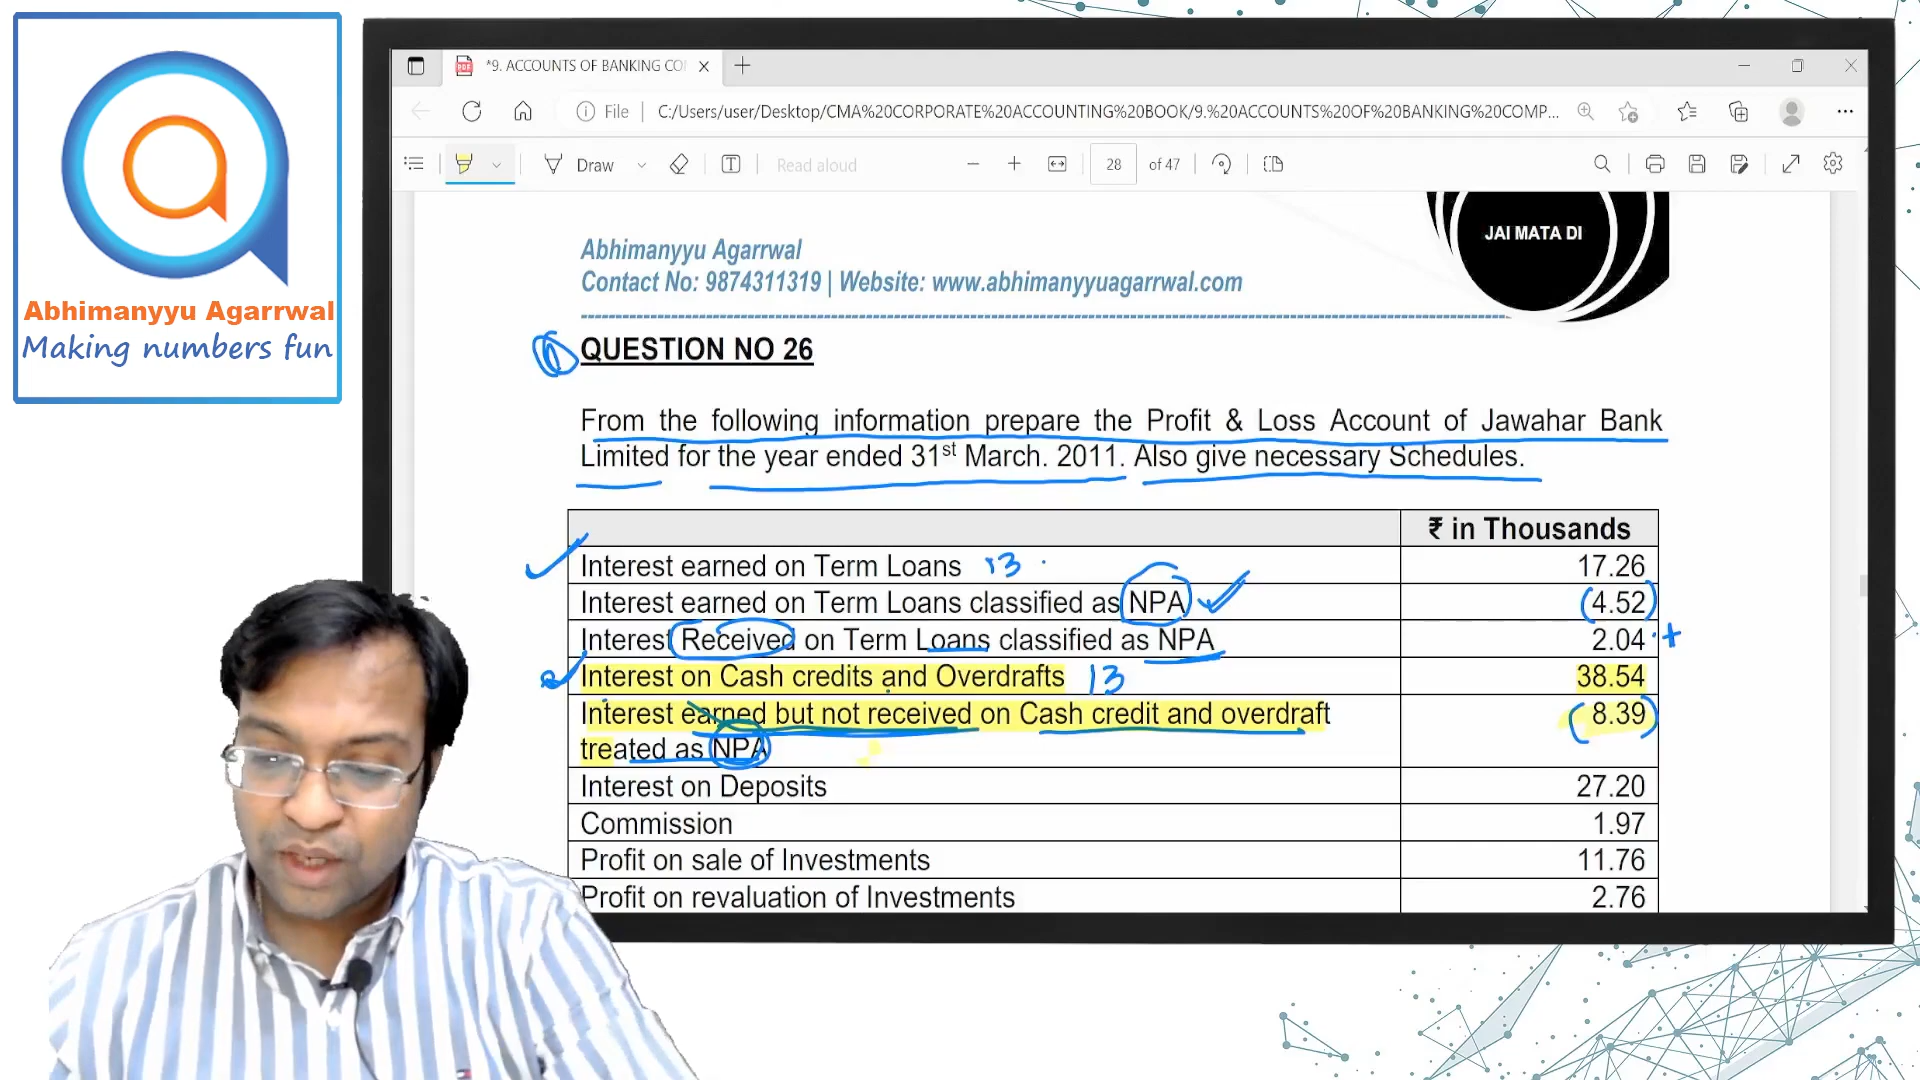 Abhimanyyu Agarrwal
Making numbers fun
*9. ACCOUNTS OF BANKING CO
File C:/Users/user/Desktop/CMA%20CORPORATE%20ACCOUNTING%20BOOK/9.%20ACCOUNTS%20OF%20BANKING%20COMP...
Draw Read aloud 28 of 47
JAI MATA DI
Abhimanyyu Agarrwal
Contact No: 9874311319 | Website: www.abhimanyyuagarrwal.com
QUESTION NO 26
From the following information prepare the Profit & Loss Account of Jawahar Bank
Limited for the year ended 31st March. 2011. Also give necessary Schedules.
₹ in Thousands
Interest earned on Term Loans 13 17.26
Interest earned on Term Loans classified as NPA (4.52)
Interest Received on Term Loans classified as NPA 2.04 +
Interest on Cash credits and Overdrafts 13 38.54
Interest earned but not received on Cash credit and overdraft (8.39)
treated as NPA
Interest on Deposits 27.20
Commission 1.97
Profit on sale of Investments 11.76
Profit on revaluation of Investments 2.76